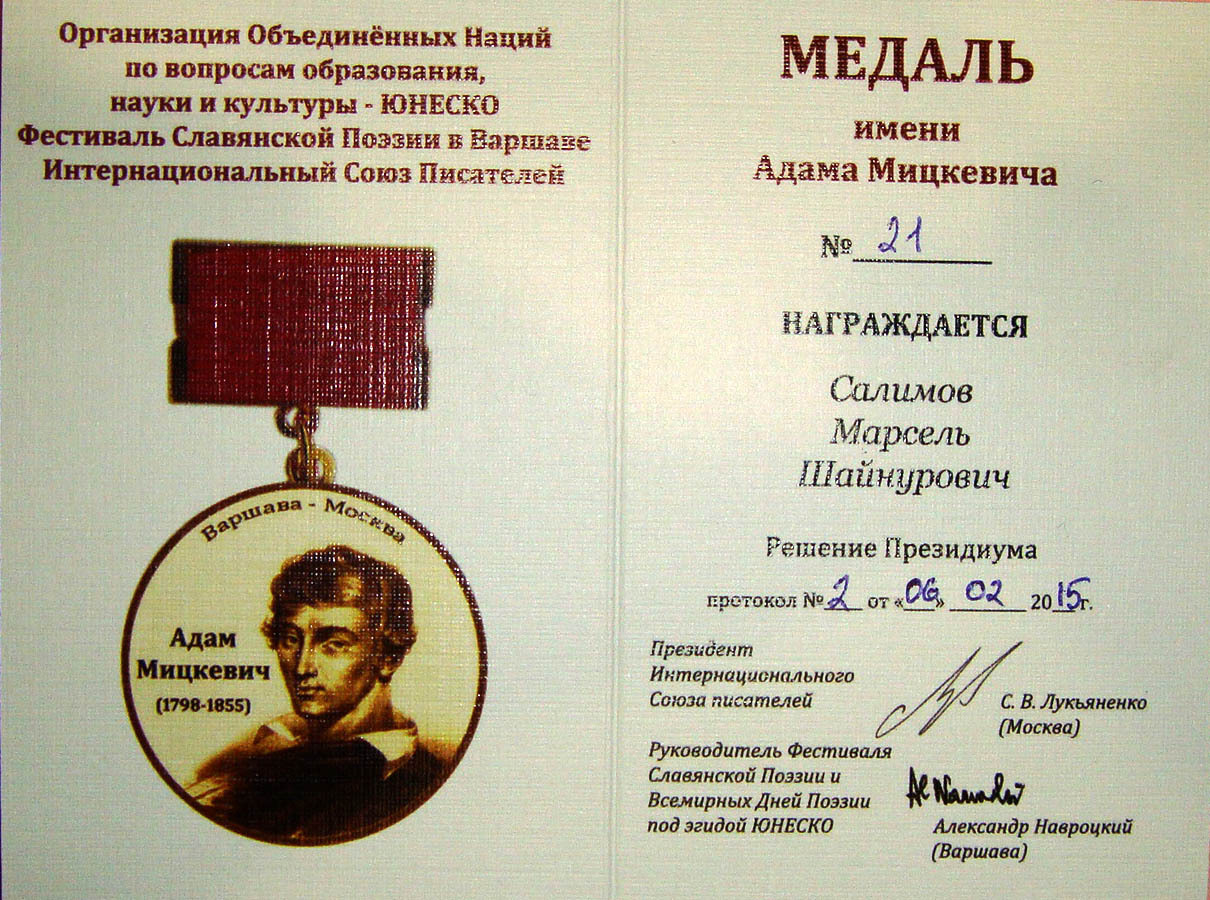 Организация Объединённых Наций
по вопросам образования,
науки и культуры - ЮНЕСКО
Фестиваль Славянской Поэзии в Варшаве
Интернациональный Союз Писателей
Варшава - Москва
Адам
Мицкевич
(1798-1855)
МЕДАЛЬ
имени
Адама Мицкевича
№ 21
НАГРАЖДАЕТСЯ
Салимов
Марсель
Шайнурович
Решение Президиума
протокол № 2 от «06» 02 2015г.
Президент
Интернационального
Союза писателей
С. В. Лукьяненко
(Москва)
Руководитель Фестиваля
Славянской Поэзии и
Всемирных Дней Поэзии
под эгидой ЮНЕСКО
Александр Навроцкий
(Варшава)